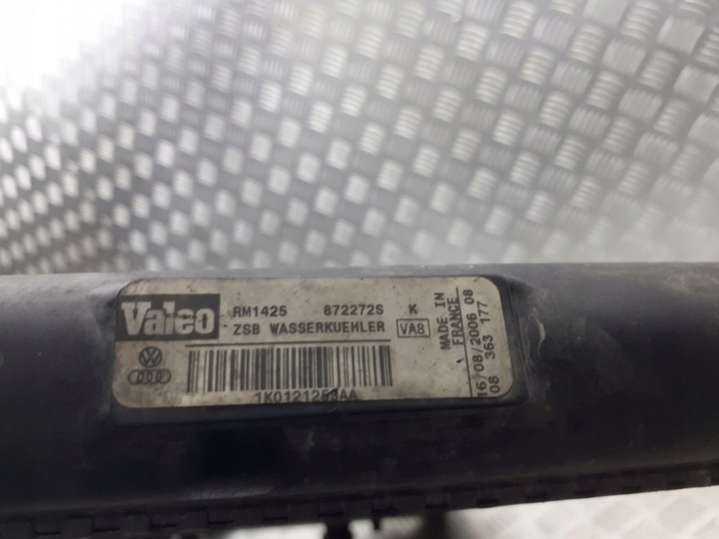 Valeo
RM1425 872272S K
ZSB WASSERKUEHLER VA8
MADE IN
FRANCE
16/08/2006 08
08 363 177